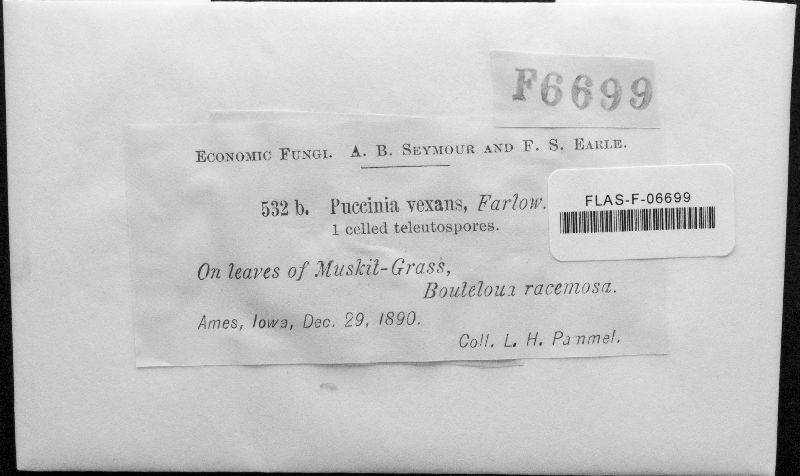 F6699
Economic Fungi. A. B. Seymour and F. S. Earle.
532 b. Puccinia vexans, Farlow.
1 celled teleutospores.
FLAS-F-06699
On leaves of Muskit-Grass,
Bouteloua racemosa.
Ames, Iowa, Dec. 29, 1890.
Coll. L. H. Pammel.